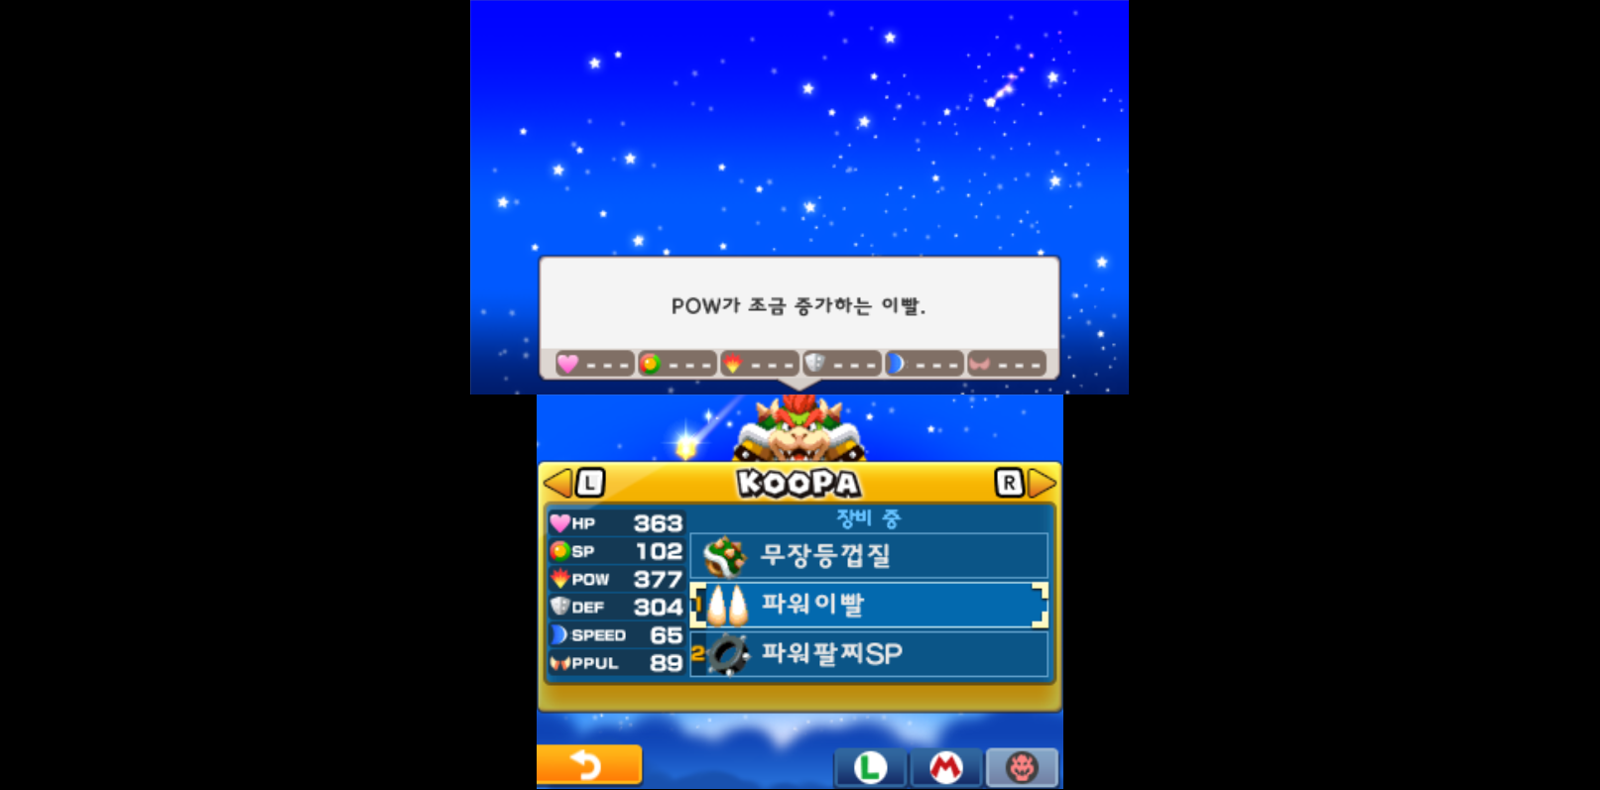 POW가 조금 증가하는 이빨.
--- --- --- --- --- ---
L KOOPA R
장비 중
HP 363
SP 102
POW 377
DEF 304
SPEED 65
PPUL 89
무장등껍질
1 파워이빨
2 파워팔찌SP
L M